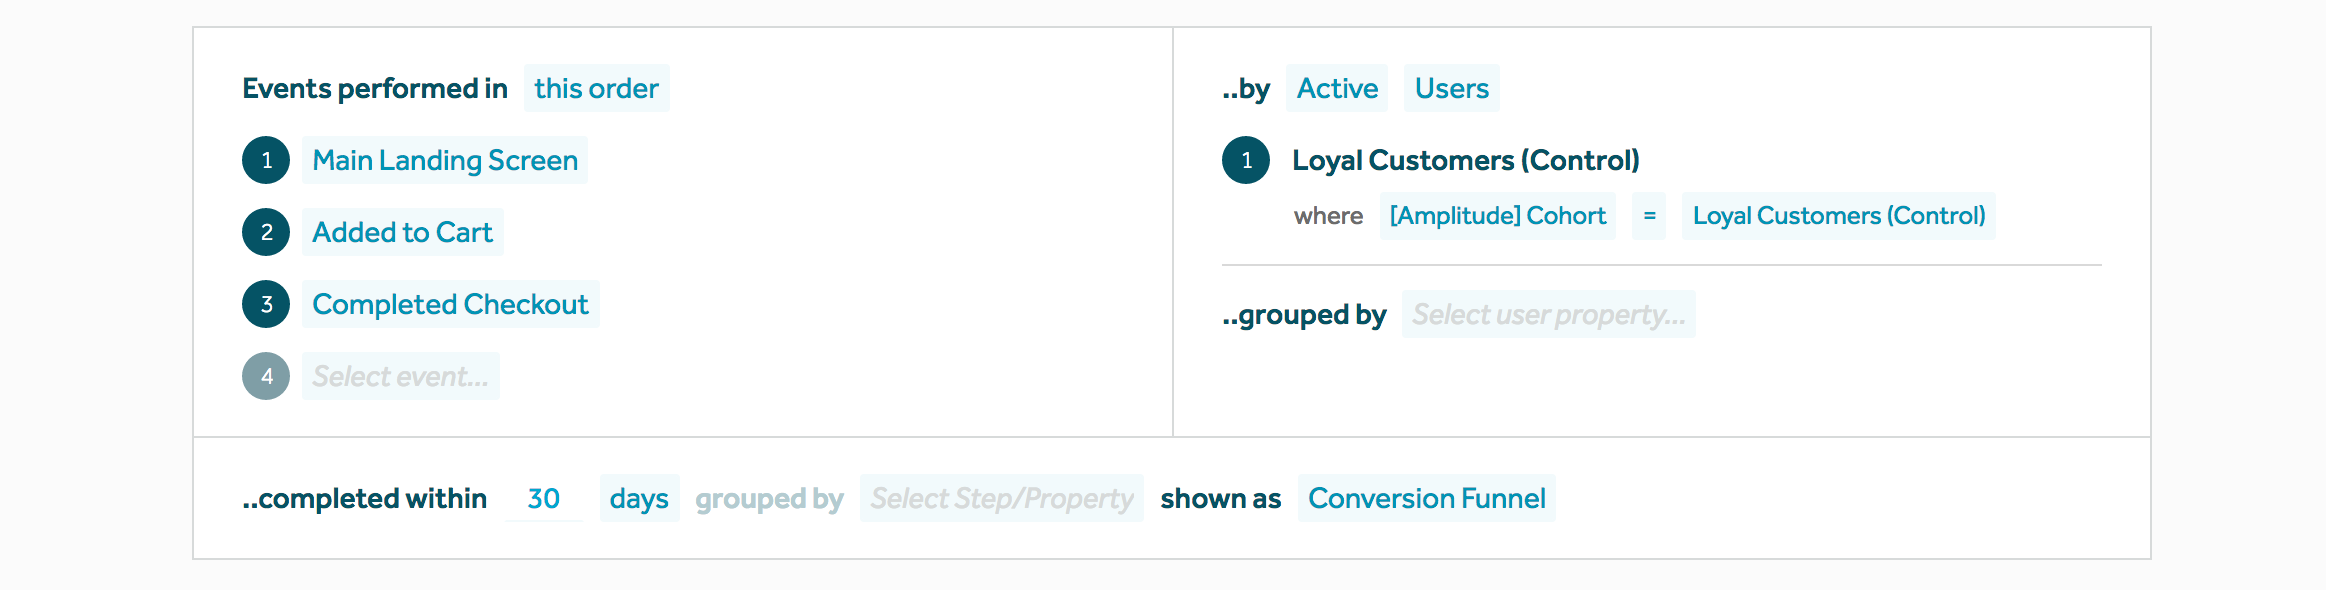 Events performed in this order
1 Main Landing Screen
2 Added to Cart
3 Completed Checkout
4 Select event...
..by Active Users
1 Loyal Customers (Control)
where [Amplitude] Cohort = Loyal Customers (Control)
..grouped by Select user property...
..completed within 30 days grouped by Select Step/Property shown as Conversion Funnel